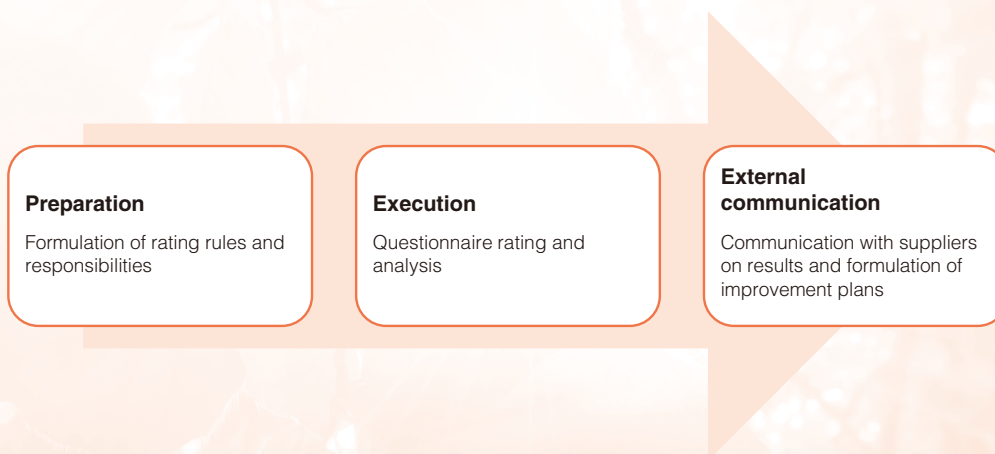 Preparation
Formulation of rating rules and
responsibilities
Execution
Questionnaire rating and
analysis
External
communication
Communication with suppliers
on results and formulation of
improvement plans